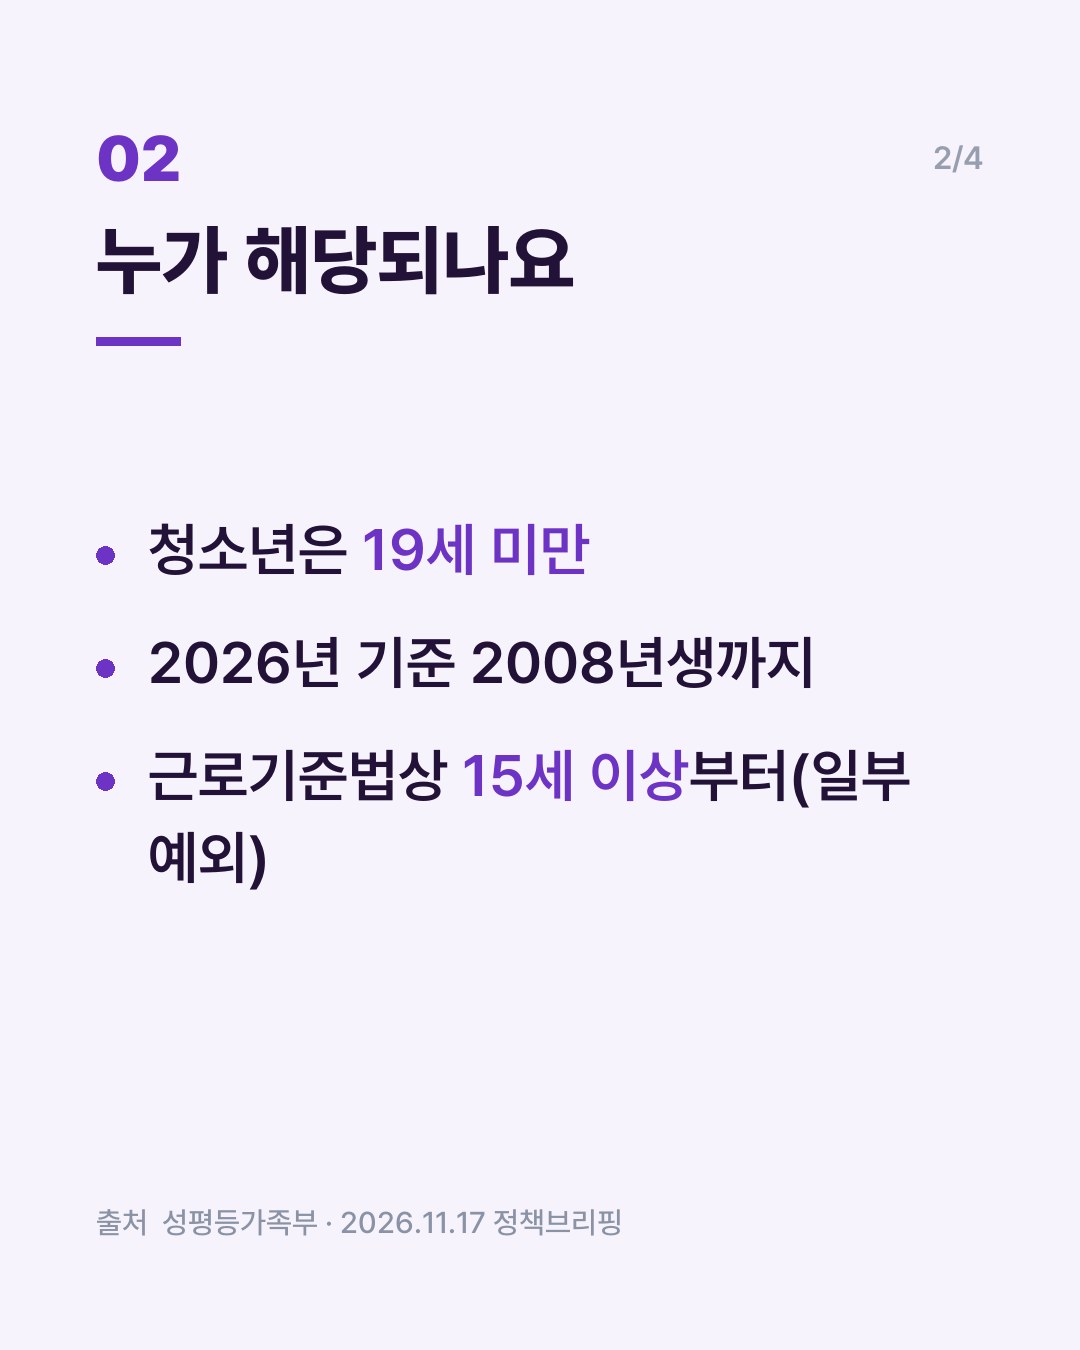 02
2/4
누가 해당되나요
청소년은 19세 미만
2026년 기준 2008년생까지
근로기준법상 15세 이상부터(일부
예외)
출처 성평등가족부 · 2026.11.17 정책브리핑